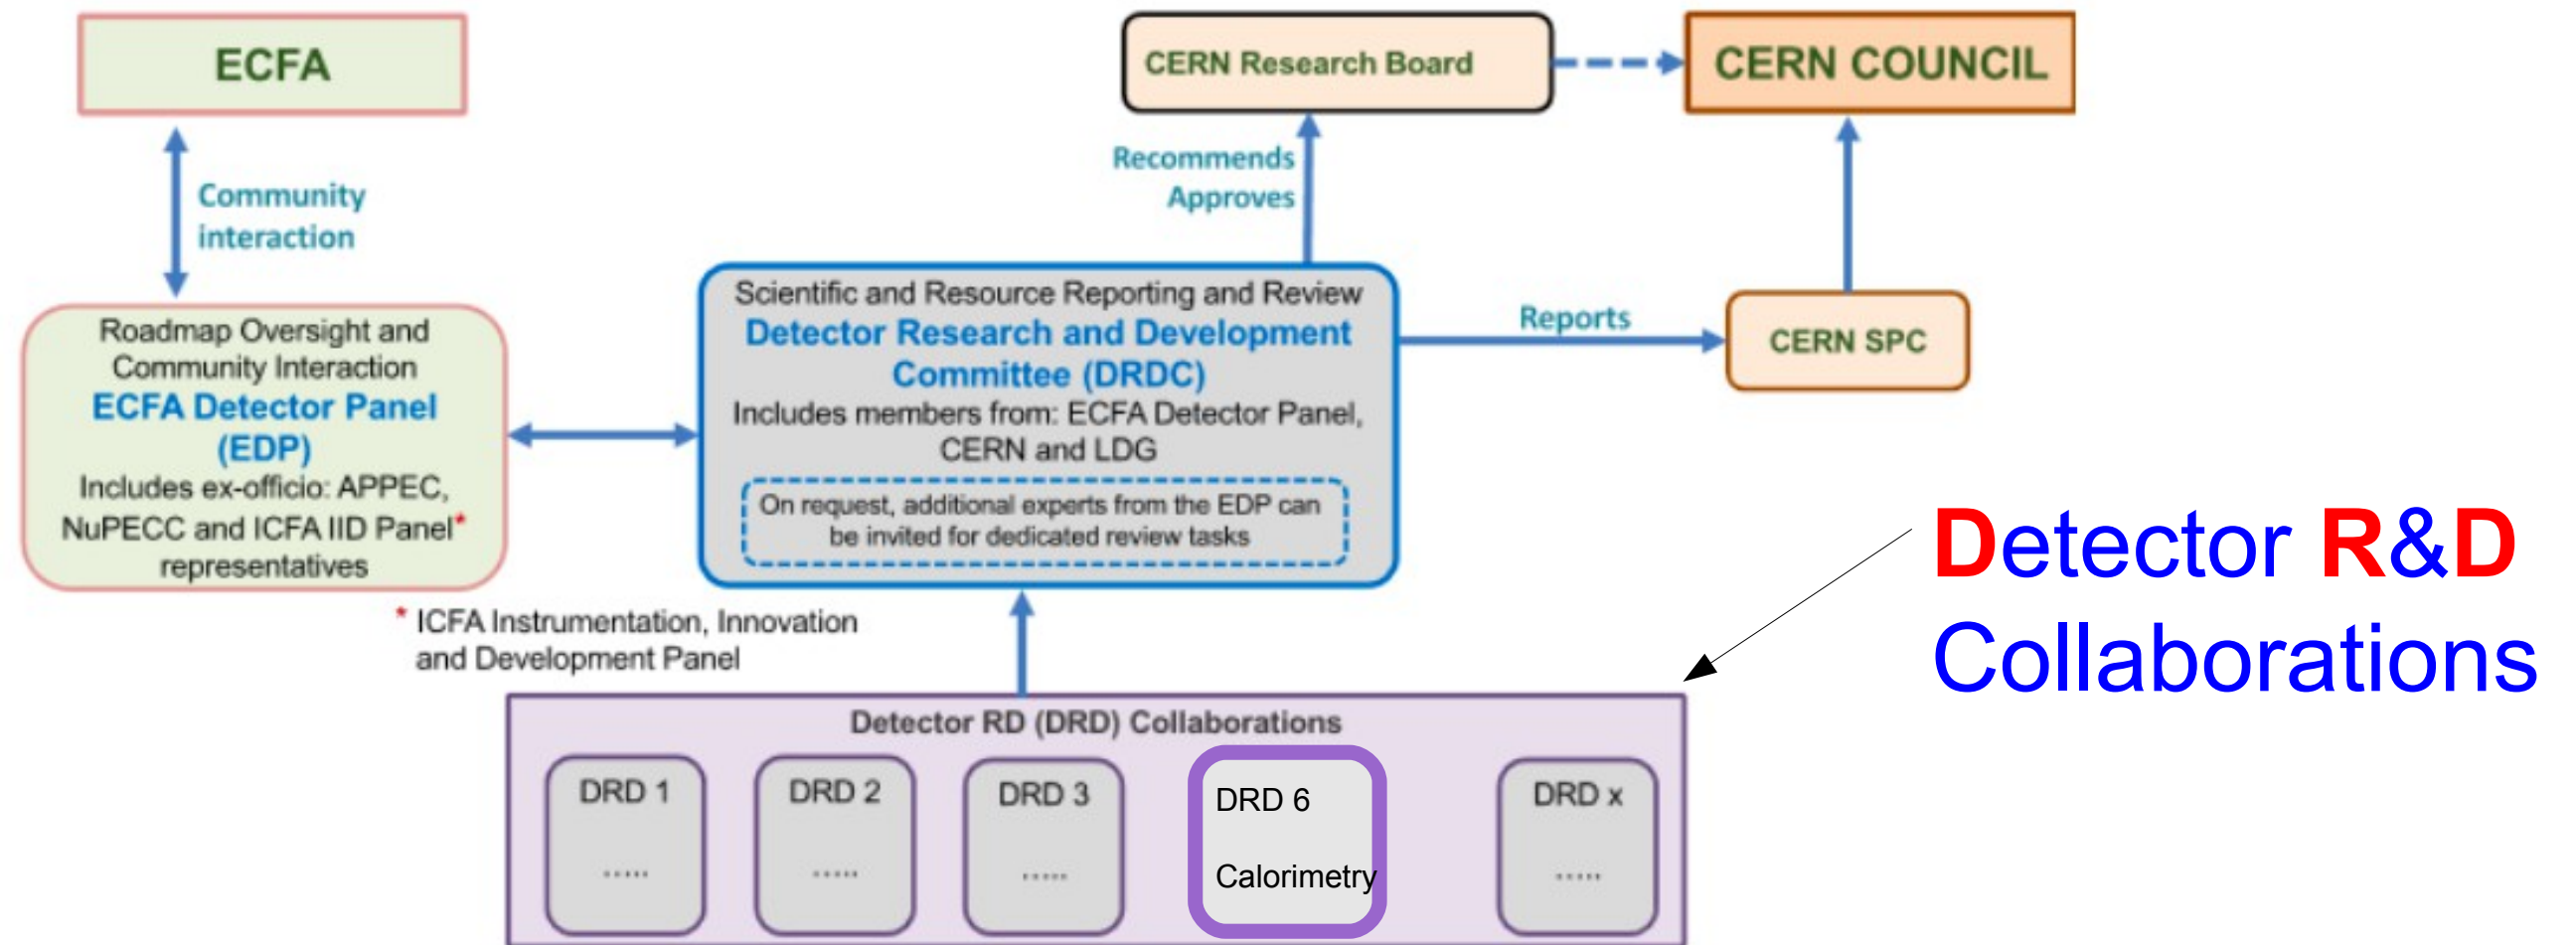 ECFA
CERN Research Board
CERN COUNCIL
Community
interaction
Recommends
Approves
Roadmap Oversight and
Community Interaction
ECFA Detector Panel
(EDP)
Includes ex-officio: APPEC,
NuPECC and ICFA IID Panel*
representatives
Scientific and Resource Reporting and Review
Detector Research and Development
Committee (DRDC)
Includes members from: ECFA Detector Panel,
CERN and LDG
On request, additional experts from the EDP can
be invited for dedicated review tasks
Reports
CERN SPC
* ICFA Instrumentation, Innovation
and Development Panel
Detector R&D
Collaborations
Detector RD (DRD) Collaborations
DRD 1
.....
DRD 2
.....
DRD 3
.....
DRD 6
Calorimetry
DRD x
.....